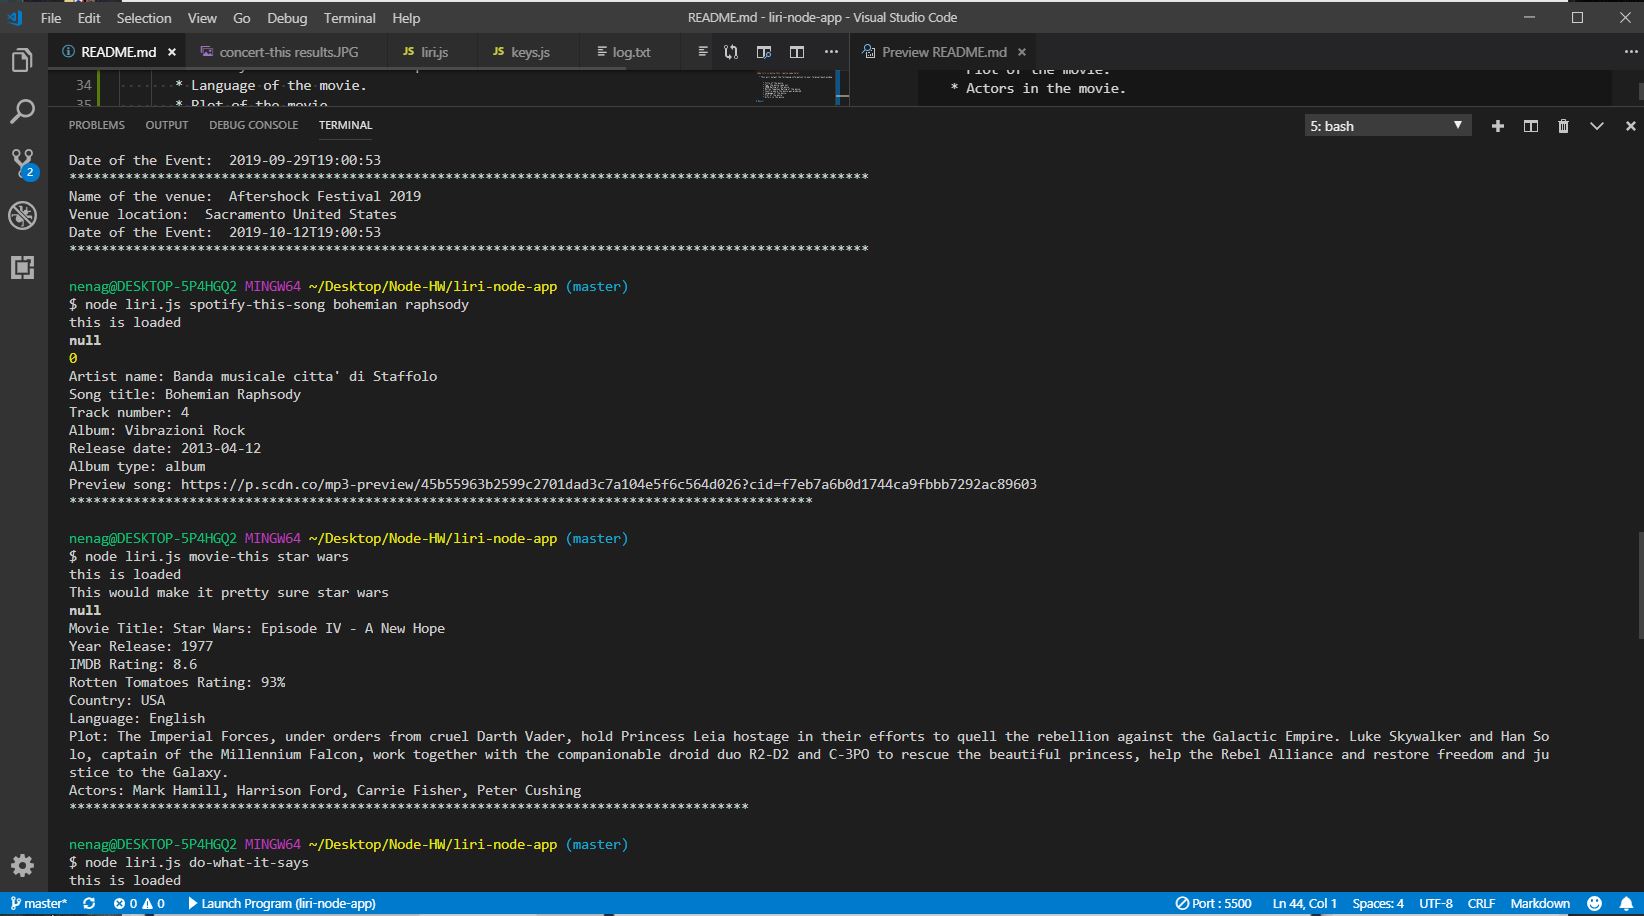 File Edit Selection View Go Debug Terminal Help README.md - liri-node-app - Visual Studio Code
README.md concert-this results.JPG JS liri.js JS keys.js log.txt Preview README.md
34 * Language of the movie.
35 * Plot of the movie
Plot of the movie.
* Actors in the movie.
PROBLEMS OUTPUT DEBUG CONSOLE TERMINAL 5: bash
2
Date of the Event:  2019-09-29T19:00:53
****************************************************************************************************
Name of the venue:  Aftershock Festival 2019
Venue location:  Sacramento United States
Date of the Event:  2019-10-12T19:00:53
****************************************************************************************************
nenag@DESKTOP-5P4HGQ2 MINGW64 ~/Desktop/Node-HW/liri-node-app (master)
$ node liri.js spotify-this-song bohemian raphsody
this is loaded
null
0
Artist name: Banda musicale citta' di Staffolo
Song title: Bohemian Raphsody
Track number: 4
Album: Vibrazioni Rock
Release date: 2013-04-12
Album type: album
Preview song: https://p.scdn.co/mp3-preview/45b55963b2599c2701dad3c7a104e5f6c564d026?cid=f7eb7a6b0d1744ca9fbbb7292ac89603
*********************************************************************************************
nenag@DESKTOP-5P4HGQ2 MINGW64 ~/Desktop/Node-HW/liri-node-app (master)
$ node liri.js movie-this star wars
this is loaded
This would make it pretty sure star wars
null
Movie Title: Star Wars: Episode IV - A New Hope
Year Release: 1977
IMDB Rating: 8.6
Rotten Tomatoes Rating: 93%
Country: USA
Language: English
Plot: The Imperial Forces, under orders from cruel Darth Vader, hold Princess Leia hostage in their efforts to quell the rebellion against the Galactic Empire. Luke Skywalker and Han So
lo, captain of the Millennium Falcon, work together with the companionable droid duo R2-D2 and C-3PO to rescue the beautiful princess, help the Rebel Alliance and restore freedom and ju
stice to the Galaxy.
Actors: Mark Hamill, Harrison Ford, Carrie Fisher, Peter Cushing
*************************************************************************************
nenag@DESKTOP-5P4HGQ2 MINGW64 ~/Desktop/Node-HW/liri-node-app (master)
$ node liri.js do-what-it-says
this is loaded
master* 0 0 Launch Program (liri-node-app) Port : 5500 Ln 44, Col 1 Spaces: 4 UTF-8 CRLF Markdown